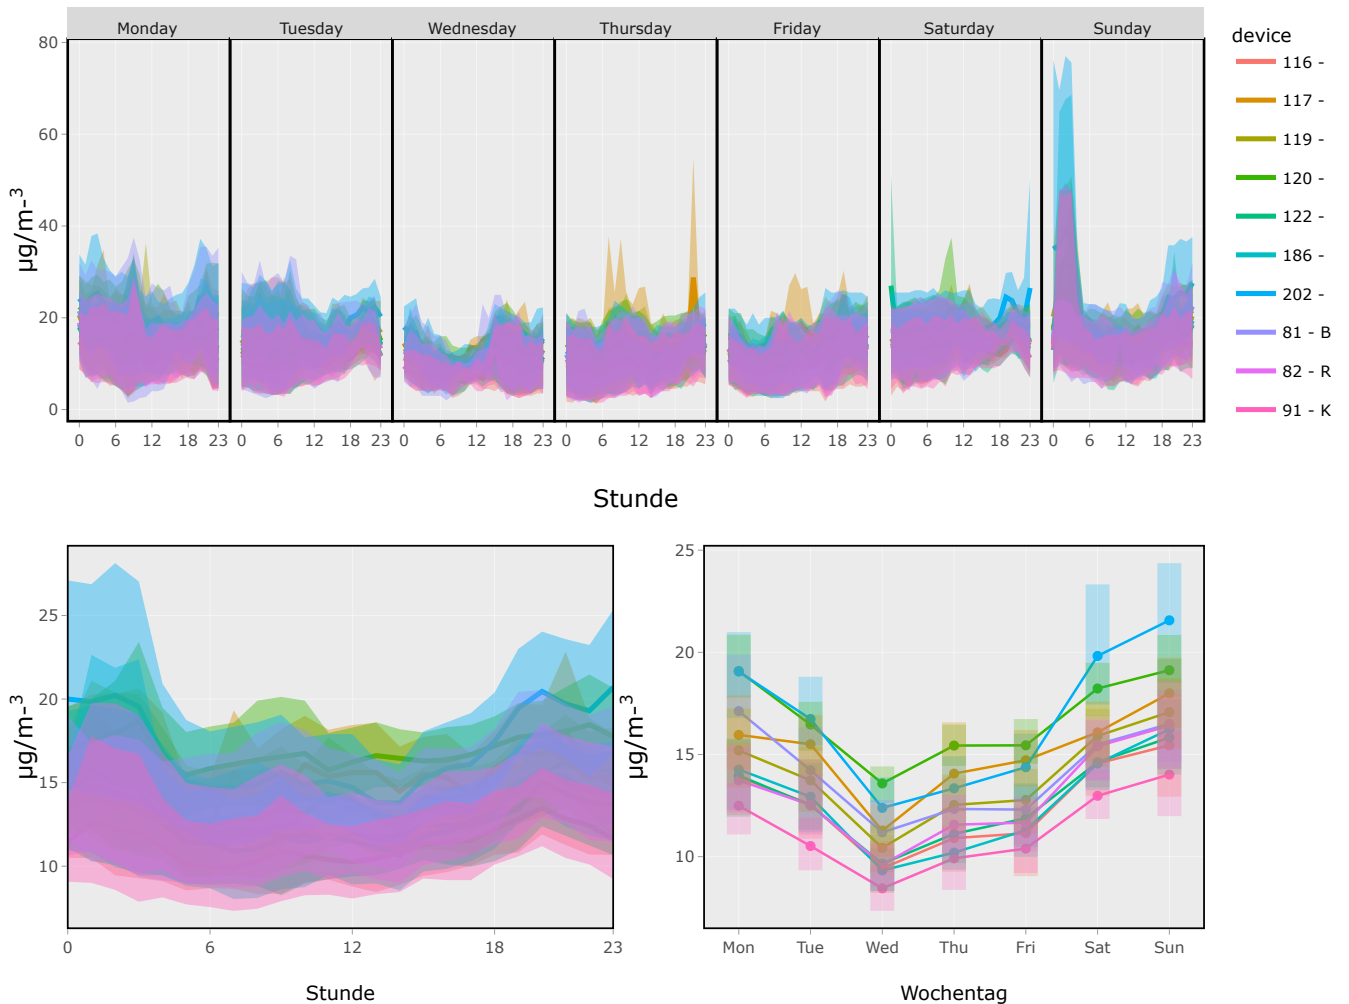 Monday Tuesday Wednesday Thursday Friday Saturday Sunday
80
60
40
20
0
µg/m-³
0 6 12 18 23 0 6 12 18 23 0 6 12 18 23 0 6 12 18 23 0 6 12 18 23 0 6 12 18 23 0 6 12 18 23
Stunde
device
116 -
117 -
119 -
120 -
122 -
186 -
202 -
81 - B
82 - R
91 - K
25
20
15
10
µg/m-³
0 6 12 18 23
Stunde
25
20
15
10
µg/m-³
Mon Tue Wed Thu Fri Sat Sun
Wochentag